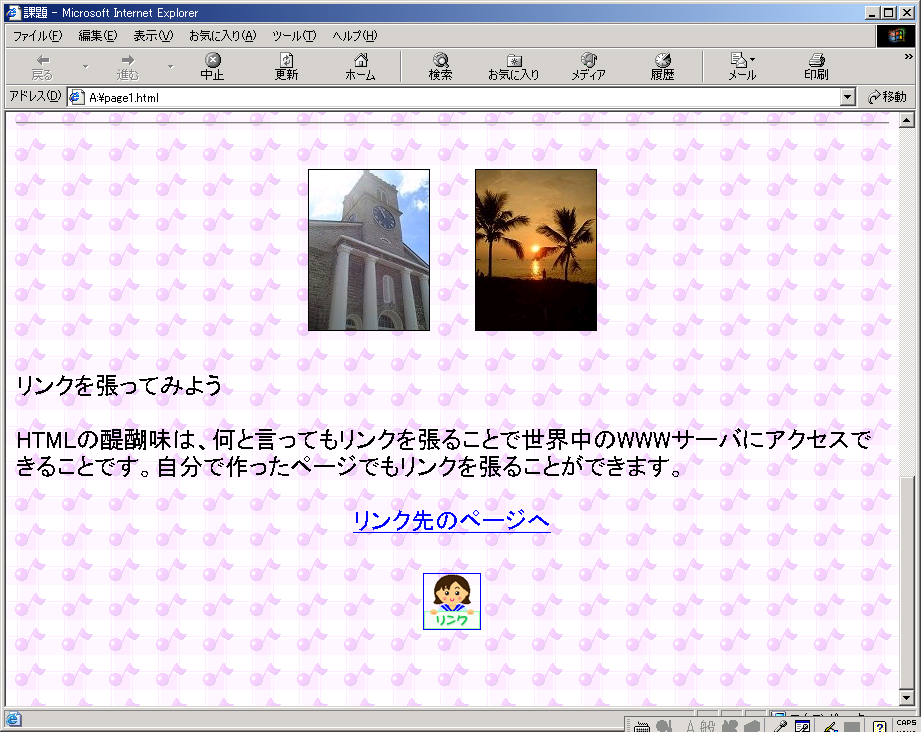 課題 - Microsoft Internet Explorer
ファイル(F) 編集(E) 表示(V) お気に入り(A) ツール(T) ヘルプ(H)
戻る 進む 中止 更新 ホーム 検索 お気に入り メディア 履歴 メール 印刷
アドレス(D) A:¥page1.html 移動
リンクを張ってみよう
HTMLの醍醐味は、何と言ってもリンクを張ることで世界中のWWWサーバにアクセスで
きることです。自分で作ったページでもリンクを張ることができます。
リンク先のページへ
リンク
A 般 CAPS